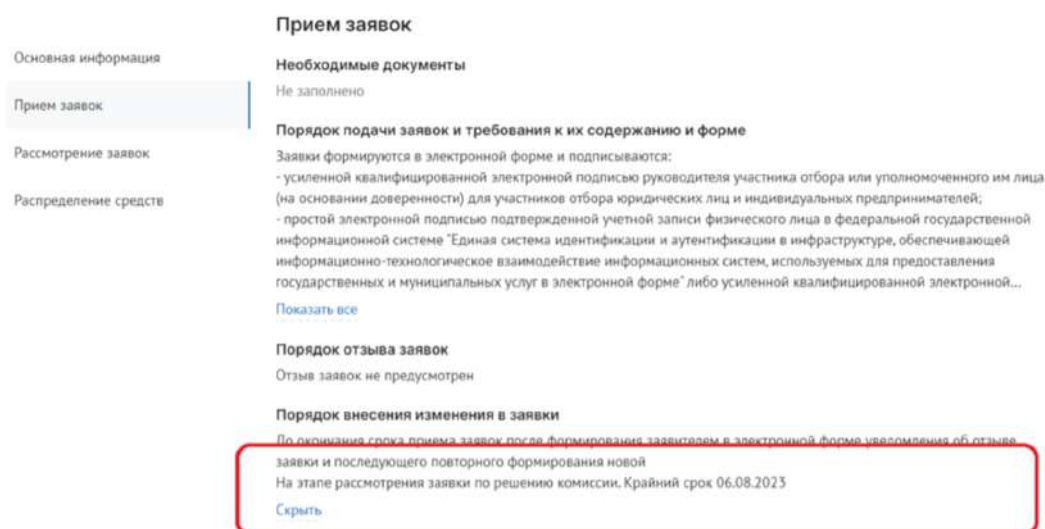 Прием заявок
Основная информация
Прием заявок
Рассмотрение заявок
Распределение средств
Необходимые документы
Не заполнено
Порядок подачи заявок и требования к их содержанию и форме
Заявки формируются в электронной форме и подписываются:
- усиленной квалифицированной электронной подписью руководителя участника отбора или уполномоченного им лица
(на основании доверенности) для участников отбора юридических лиц и индивидуальных предпринимателей;
- простой электронной подписью подтвержденной учетной записи физического лица в федеральной государственной
информационной системе "Единая система идентификации и аутентификации в инфраструктуре, обеспечивающей
информационно-технологическое взаимодействие информационных систем, используемых для предоставления
государственных и муниципальных услуг в электронной форме" либо усиленной квалифицированной электронной...
Показать все
Порядок отзыва заявок
Отзыв заявок не предусмотрен
Порядок внесения изменения в заявки
До окончания срока приема заявок после формирования заявителем в электронной форме уведомления об отзыве
заявки и последующего повторного формирования новой
На этапе рассмотрения заявки по решению комиссии. Крайний срок 06.08.2023
Скрыть